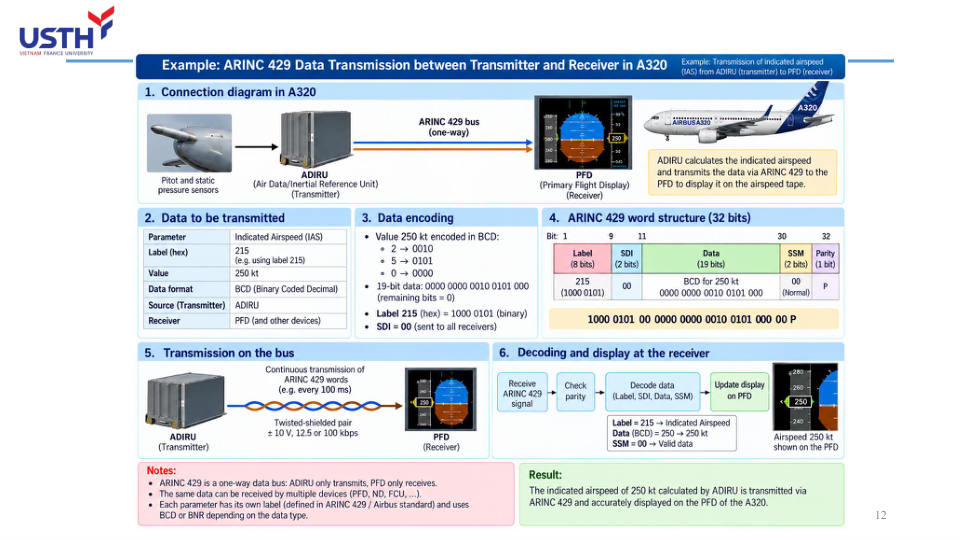 USTH
VIETNAM FRANCE UNIVERSITY
Example: ARINC 429 Data Transmission between Transmitter and Receiver in A320
Example: Transmission of indicated airspeed
(IAS) from ADIRU (transmitter) to PFD (receiver)
1. Connection diagram in A320
Pitot and static
pressure sensors
ADIRU
(Air Data/Inertial Reference Unit)
(Transmitter)
ARINC 429 bus
(one-way)
250
PFD
(Primary Flight Display)
(Receiver)
AIRBUS A320
A320
ADIRU calculates the indicated airspeed
and transmits the data via ARINC 429 to the
PFD to display it on the airspeed tape.
2. Data to be transmitted
Parameter Indicated Airspeed (IAS)
Label (hex) 215
(e.g. using label 215)
Value 250 kt
Data format BCD (Binary Coded Decimal)
Source (Transmitter) ADIRU
Receiver PFD (and other devices)
3. Data encoding
• Value 250 kt encoded in BCD:
2 → 0010
5 → 0101
0 → 0000
• 19-bit data: 0000 0000 0010 0101 000
(remaining bits = 0)
• Label 215 (hex) = 1000 0101 (binary)
• SDI = 00 (sent to all receivers)
4. ARINC 429 word structure (32 bits)
Bit: 1 9 11 30 32
Label (8 bits) SDI (2 bits) Data (19 bits) SSM (2 bits) Parity (1 bit)
215 (1000 0101) 00 BCD for 250 kt 0000 0000 0010 0101 000 00 (Normal) P
1000 0101 00 0000 0000 0010 0101 000 00 P
5. Transmission on the bus
Continuous transmission of
ARINC 429 words
(e.g. every 100 ms)
Twisted-shielded pair
± 10 V, 12.5 or 100 kbps
ADIRU
(Transmitter)
250
PFD
(Receiver)
6. Decoding and display at the receiver
Receive
ARINC 429
signal
Check
parity
Decode data
(Label, SDI, Data, SSM)
Update display
on PFD
Label = 215 → Indicated Airspeed
Data (BCD) = 250 → 250 kt
SSM = 00 → Valid data
280
260
250
240
Airspeed 250 kt
shown on the PFD
Notes:
• ARINC 429 is a one-way data bus: ADIRU only transmits, PFD only receives.
• The same data can be received by multiple devices (PFD, ND, FCU, ...).
• Each parameter has its own label (defined in ARINC 429 / Airbus standard) and uses
BCD or BNR depending on the data type.
Result:
The indicated airspeed of 250 kt calculated by ADIRU is transmitted via
ARINC 429 and accurately displayed on the PFD of the A320.
12